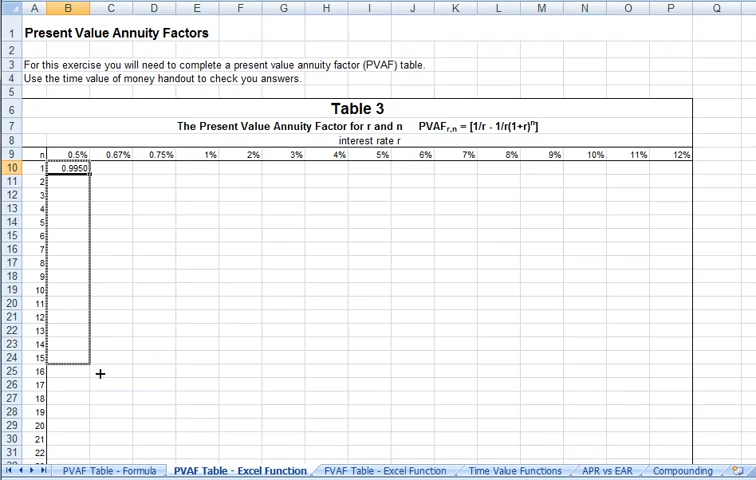 A B C D E F G H I J K L M N O P Q
1 Present Value Annuity Factors
2
3 For this exercise you will need to complete a present value annuity factor (PVAF) table.
4 Use the time value of money handout to check you answers.
5
6 Table 3
7 The Present Value Annuity Factor for r and n PVAFr,n = [1/r - 1/r(1+r)ⁿ]
8 interest rate r
9 n 0.5% 0.67% 0.75% 1% 2% 3% 4% 5% 6% 7% 8% 9% 10% 11% 12%
10 1 0.9950
11 2
12 3
13 4
14 5
15 6
16 7
17 8
18 9
19 10
20 11
21 12
22 13
23 14
24 15
25 16
26 17
27 18
28 19
29 20
30 21
31 22
PVAF Table - Formula PVAF Table - Excel Function FVAF Table - Excel Function Time Value Functions APR vs EAR Compounding